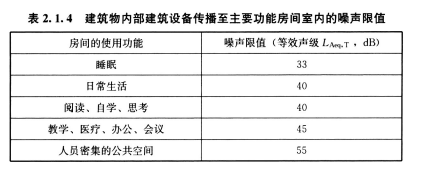 表 2.1.4 建筑物内部建筑设备传播至主要功能房间室内的噪声限值
房间的使用功能 噪声限值（等效声级 LAeq,T，dB）
睡眠 33
日常生活 40
阅读、自学、思考 40
教学、医疗、办公、会议 45
人员密集的公共空间 55